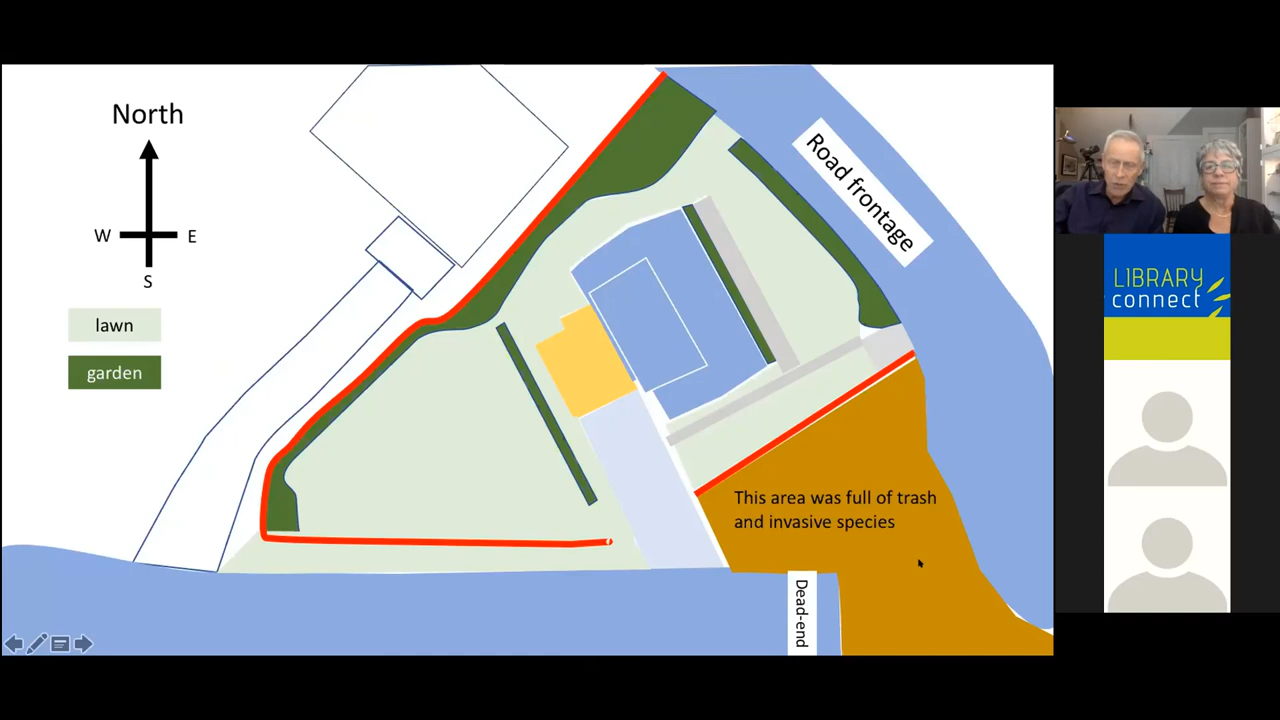 North
W
E
S
lawn
garden
Road frontage
This area was full of trash
and invasive species
Dead-end
LIBRARY
connect